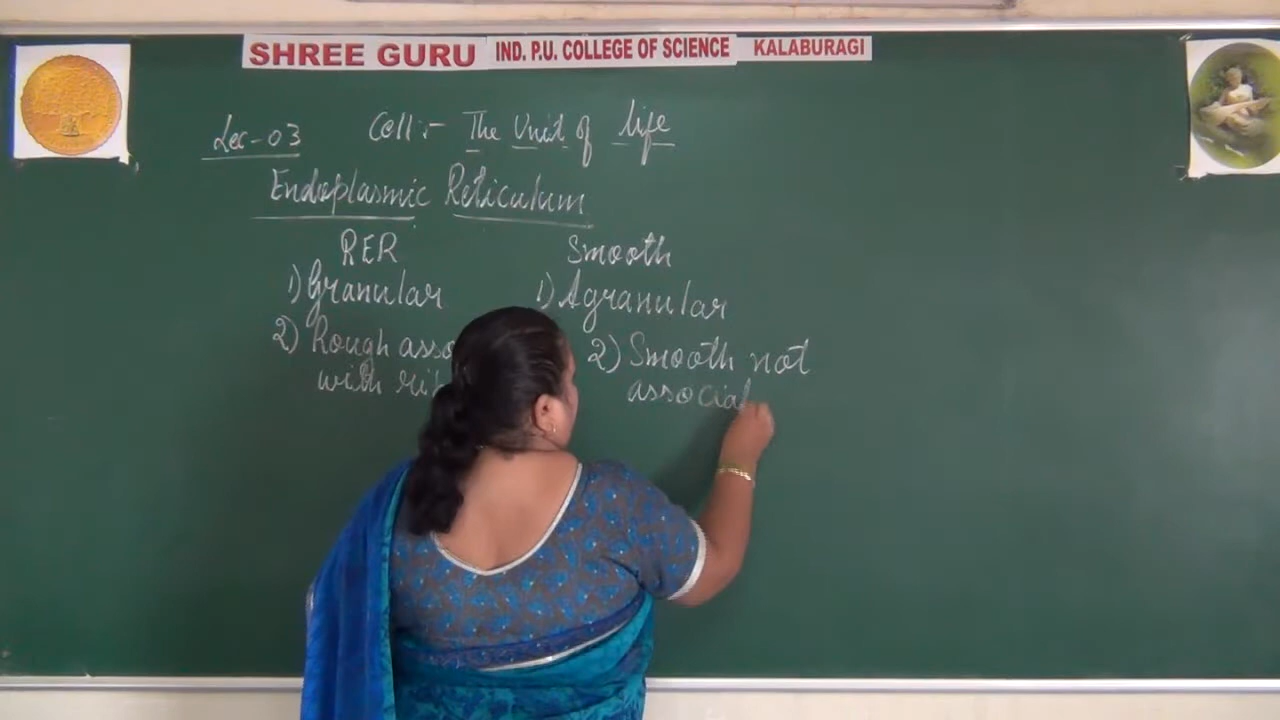 SHREE GURU IND. P.U. COLLEGE OF SCIENCE KALABURAGI
Lec-03 Cell:- The Unit of life
Endoplasmic Reticulum
RER Smooth
1) Granular 1) Agranular
2) Rough 2) Smooth not
with